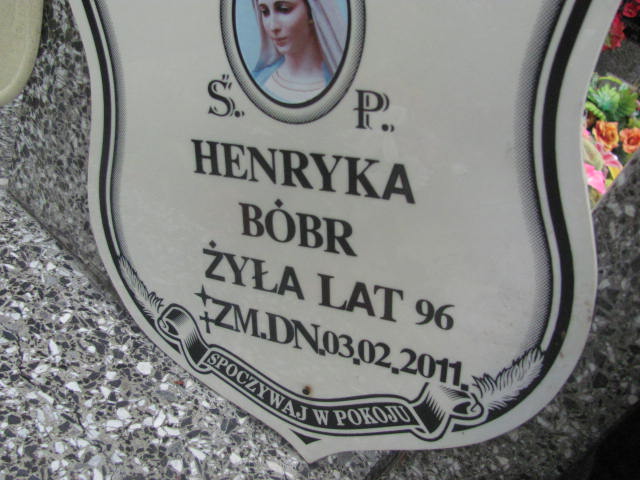 Ś. P.
HENRYKA
BÓBR
ŻYŁA LAT 96
ZM.DN.03.02.2011.
SPOCZYWAJ W POKOJU